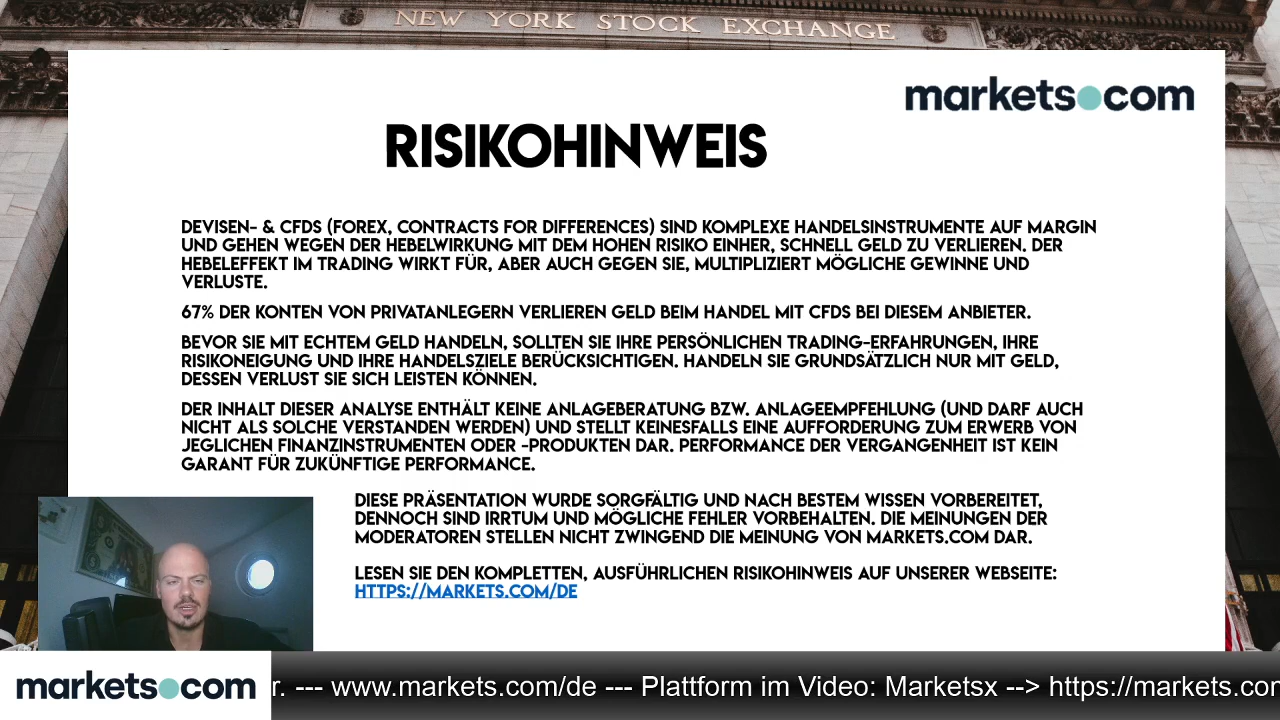 NEW YORK STOCK EXCHANGE
markets.com
RISIKOHINWEIS
DEVISEN- & CFDS (FOREX, CONTRACTS FOR DIFFERENCES) SIND KOMPLEXE HANDELSINSTRUMENTE AUF MARGIN
UND GEHEN WEGEN DER HEBELWIRKUNG MIT DEM HOHEN RISIKO EINHER, SCHNELL GELD ZU VERLIEREN. DER
HEBELEFFEKT IM TRADING WIRKT FÜR, ABER AUCH GEGEN SIE, MULTIPLIZIERT MÖGLICHE GEWINNE UND
VERLUSTE.
67% DER KONTEN VON PRIVATANLEGERN VERLIEREN GELD BEIM HANDEL MIT CFDS BEI DIESEM ANBIETER.
BEVOR SIE MIT ECHTEM GELD HANDELN, SOLLTEN SIE IHRE PERSÖNLICHEN TRADING-ERFAHRUNGEN, IHRE
RISIKONEIGUNG UND IHRE HANDELSZIELE BERÜCKSICHTIGEN. HANDELN SIE GRUNDSÄTZLICH NUR MIT GELD,
DESSEN VERLUST SIE SICH LEISTEN KÖNNEN.
DER INHALT DIESER ANALYSE ENTHÄLT KEINE ANLAGEBERATUNG BZW. ANLAGEEMPFEHLUNG (UND DARF AUCH
NICHT ALS SOLCHE VERSTANDEN WERDEN) UND STELLT KEINESFALLS EINE AUFFORDERUNG ZUM ERWERB VON
JEGLICHEN FINANZINSTRUMENTEN ODER -PRODUKTEN DAR. PERFORMANCE DER VERGANGENHEIT IST KEIN
GARANT FÜR ZUKÜNFTIGE PERFORMANCE.
DIESE PRÄSENTATION WURDE SORGFÄLTIG UND NACH BESTEM WISSEN VORBEREITET,
DENNOCH SIND IRRTUM UND MÖGLICHE FEHLER VORBEHALTEN. DIE MEINUNGEN DER
MODERATOREN STELLEN NICHT ZWINGEND DIE MEINUNG VON MARKETS.COM DAR.
LESEN SIE DEN KOMPLETTEN, AUSFÜHRLICHEN RISIKOHINWEIS AUF UNSERER WEBSEITE:
HTTPS://MARKETS.COM/DE
markets.com
r. --- www.markets.com/de --- Plattform im Video: Marketsx --> https://markets.com